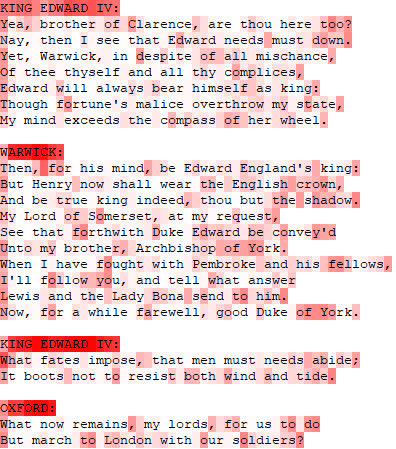 KING EDWARD IV:
Yea, brother of Clarence, are thou here too?
Nay, then I see that Edward needs must down.
Yet, Warwick, in despite of all mischance,
Of thee thyself and all thy complices,
Edward will always bear himself as king:
Though fortune's malice overthrow my state,
My mind exceeds the compass of her wheel.
WARWICK:
Then, for his mind, be Edward England's king:
But Henry now shall wear the English crown,
And be true king indeed, thou but the shadow.
My Lord of Somerset, at my request,
See that forthwith Duke Edward be convey'd
Unto my brother, Archbishop of York.
When I have fought with Pembroke and his fellows,
I'll follow you, and tell what answer
Lewis and the Lady Bona send to him.
Now, for a while farewell, good Duke of York.
KING EDWARD IV:
What fates impose, that men must needs abide;
It boots not to resist both wind and tide.
OXFORD:
What now remains, my lords, for us to do
But march to London with our soldiers?